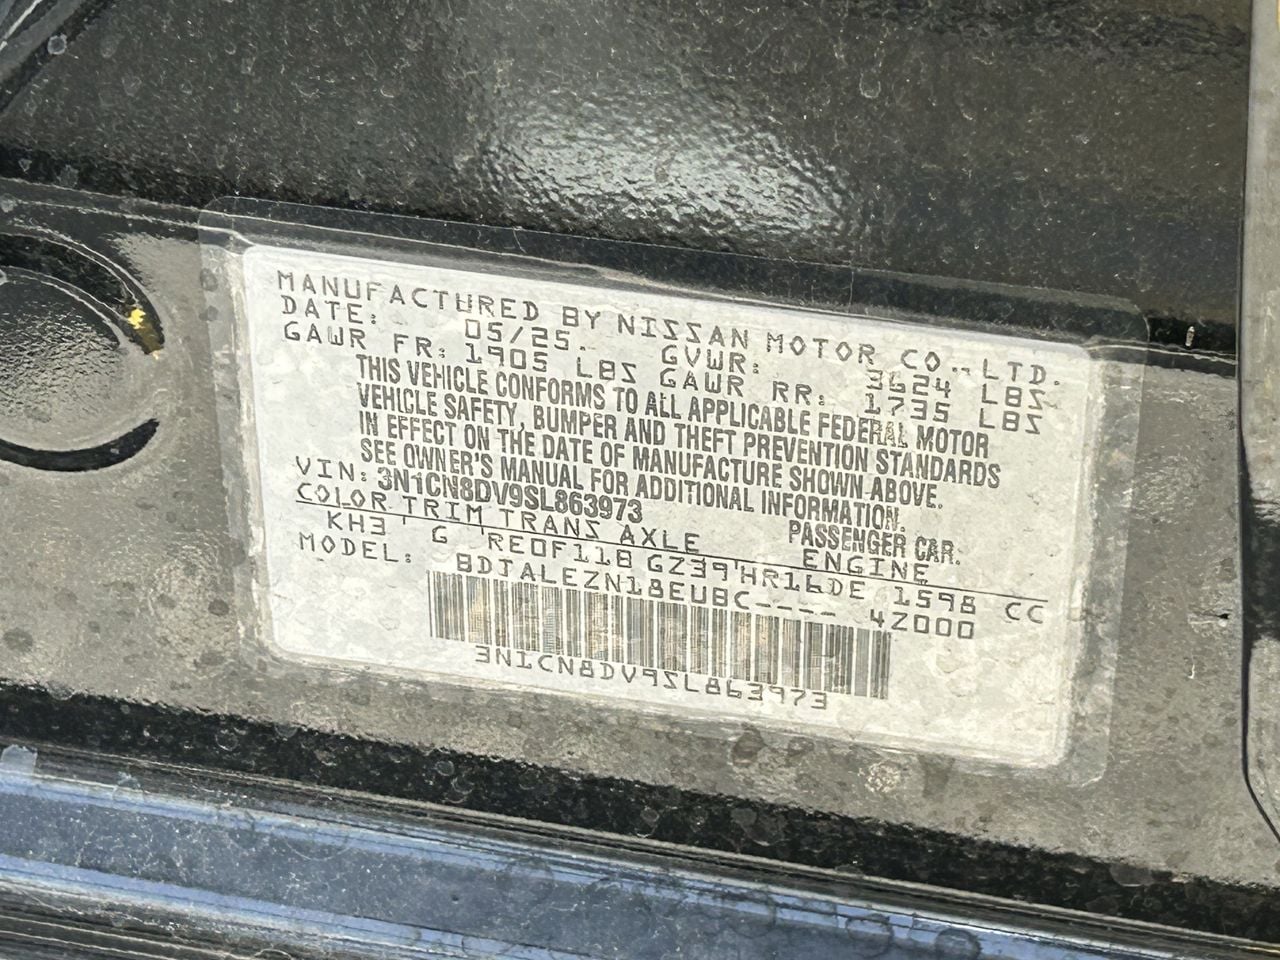 MANUFACTURED BY NISSAN MOTOR CO., LTD.
DATE: 05/25 GVWR: 3624 LBS
GAWR FR: 1905 LBS GAWR RR: 1735 LBS
THIS VEHICLE CONFORMS TO ALL APPLICABLE FEDERAL MOTOR
VEHICLE SAFETY, BUMPER AND THEFT PREVENTION STANDARDS
IN EFFECT ON THE DATE OF MANUFACTURE SHOWN ABOVE.
SEE OWNER'S MANUAL FOR ADDITIONAL INFORMATION.
VIN: 3N1CN8DV9SL863973 PASSENGER CAR.
COLOR TRIM TRANS AXLE ENGINE
KH3 G RE0F11B GZ39 HR16DE 1598 CC
MODEL: BDJALEZN18EUBC---- 42000
3N1CN8DV9SL863973